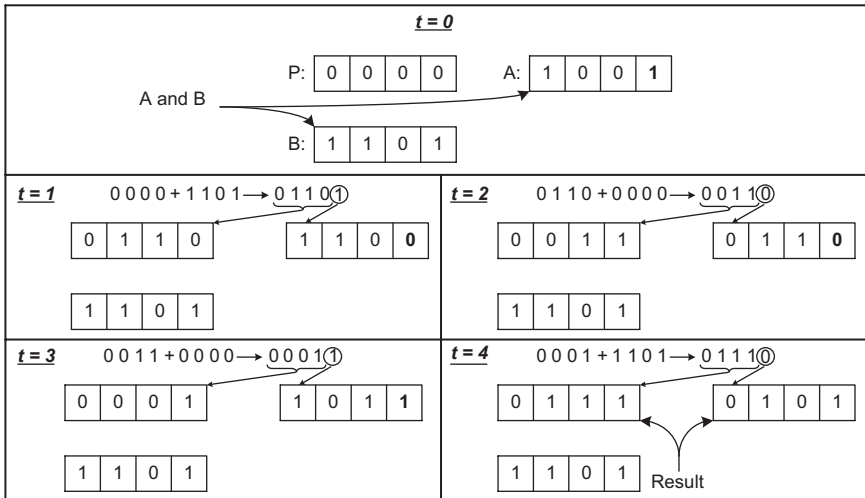 t = 0
P: 0 0 0 0 A: 1 0 0 1
A and B
B: 1 1 0 1
t = 1 0 0 0 0 + 1 1 0 1 → 0 1 1 0 1
0 1 1 0 1 1 0 0
1 1 0 1
t = 2 0 1 1 0 + 0 0 0 0 → 0 0 1 1 0
0 0 1 1 0 1 1 0
1 1 0 1
t = 3 0 0 1 1 + 0 0 0 0 → 0 0 0 1 1
0 0 0 1 1 0 1 1
1 1 0 1
t = 4 0 0 0 1 + 1 1 0 1 → 0 1 1 1 0
0 1 1 1 0 1 0 1
1 1 0 1 Result